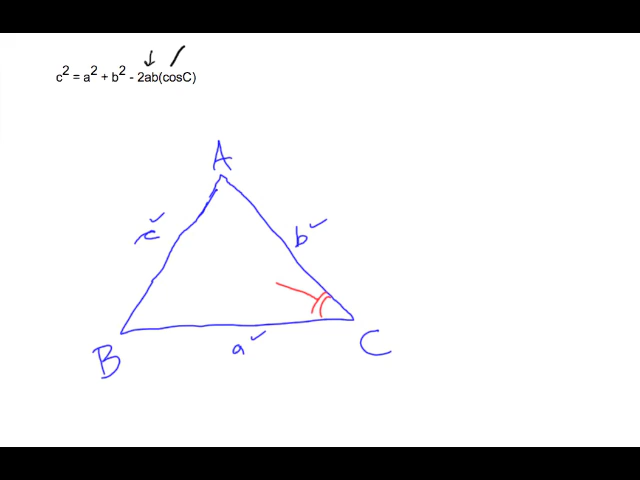 c² = a² + b² - 2ab(cosC)
A
c
b
B
a
C